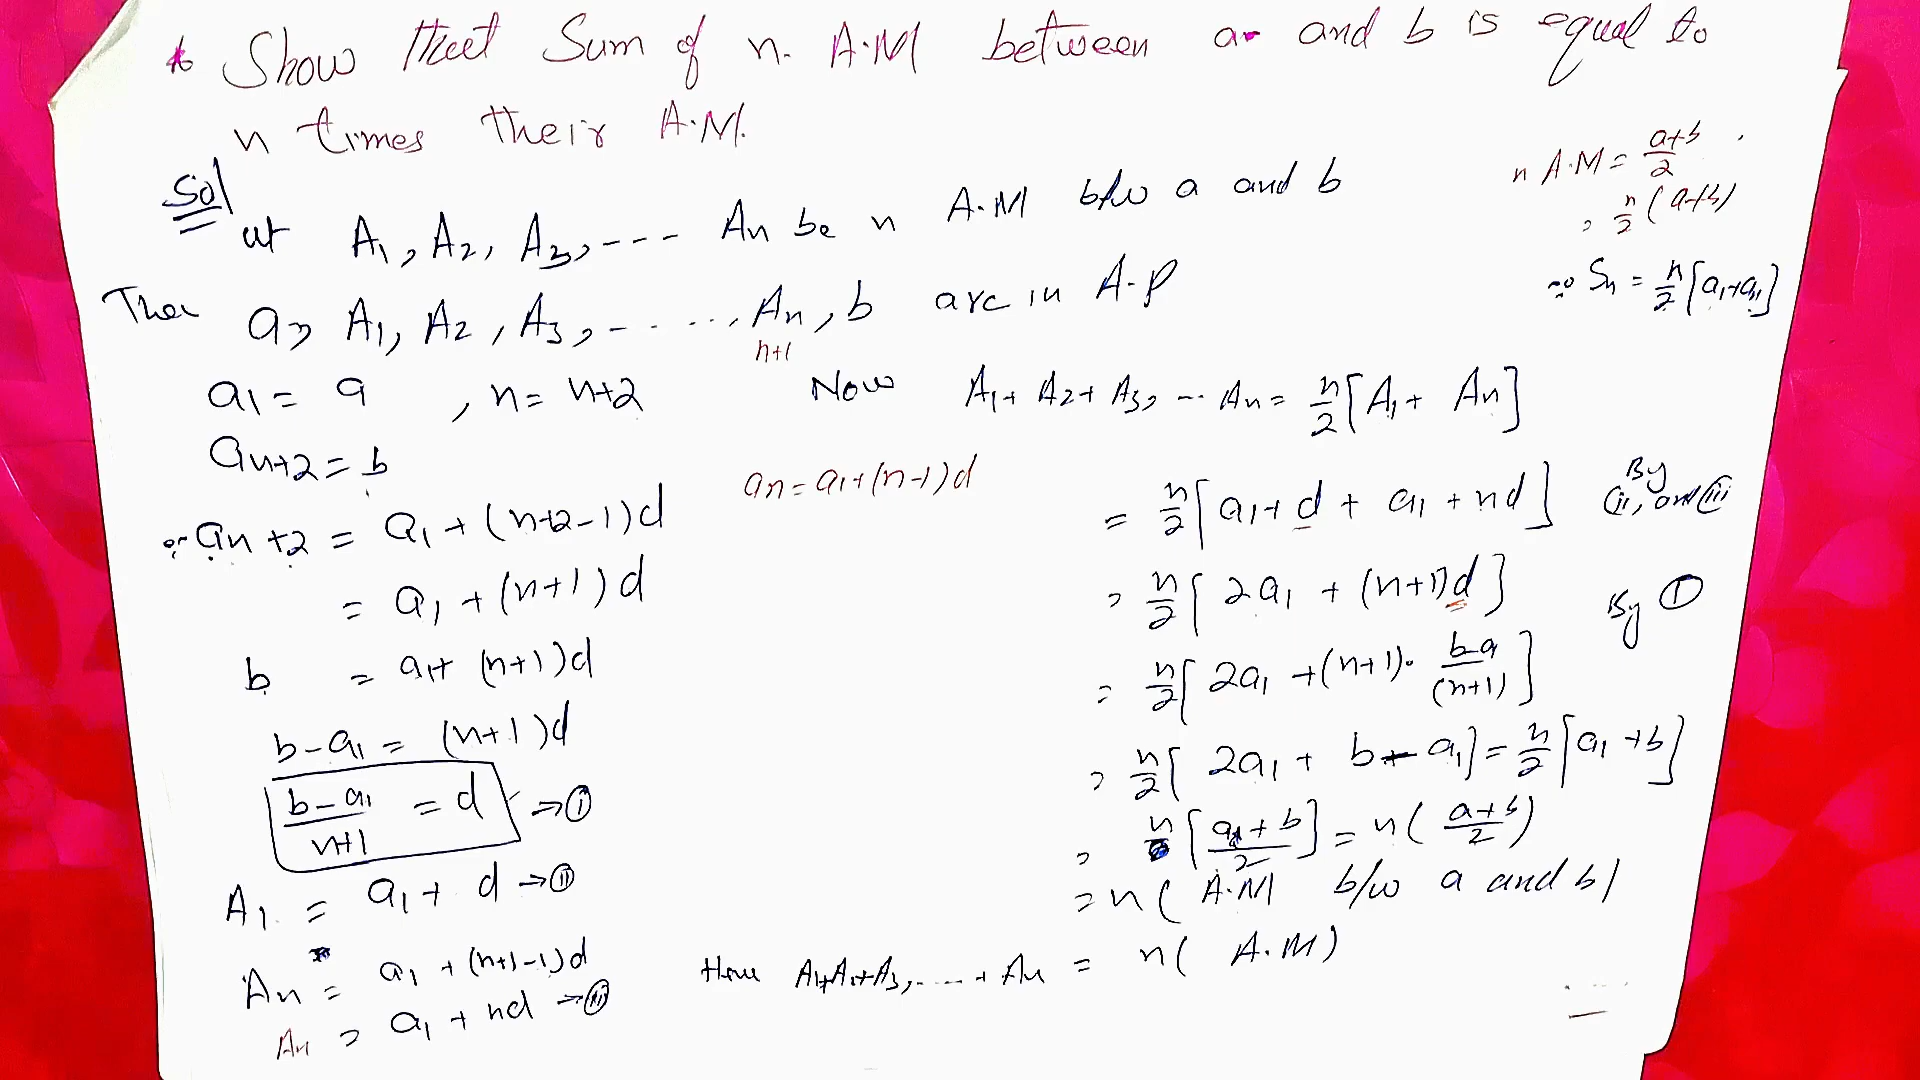 * Show that Sum of n. A.M between a and b is equal to
n times their A.M.
Sol
let A₁, A₂, A₃, ---- An be n A.M b/w a and b
Then a, A₁, A₂, A₃, - . . . . ., An, b are in A.P
n+1
n A.M = a+b/2
= n/2 (a+b)
∵ Sn = n/2 [a₁+an]
a₁ = a , n = n+2
an+2 = b
an = a₁+(n-1)d
∵ an+2 = a₁ + (n+2-1)d
= a₁ + (n+1)d
b = a₁+ (n+1)d
b-a₁ = (n+1)d
b-a₁/n+1 = d → (i)
A₁ = a₁ + d → (ii)
An = a₁ + (n+1-1)d
An = a₁ + nd → (iii)
Now A₁+ A₂+ A₃, --- An = n/2 [A₁+ An]
= n/2 [a₁+d + a₁ + nd] By (ii, and (iii)
= n/2 [2a₁ + (n+1)d] By (1)
= n/2 [2a₁ +(n+1). b-a/(n+1)]
= n/2 [2a₁ + b - a₁] = n/2 [a₁ +b]
= n [a+b/2] = n(a+b/2)
= n ( A.M b/w a and b)
A₁+A₂+A₃, . . . . + An = n( A.M)